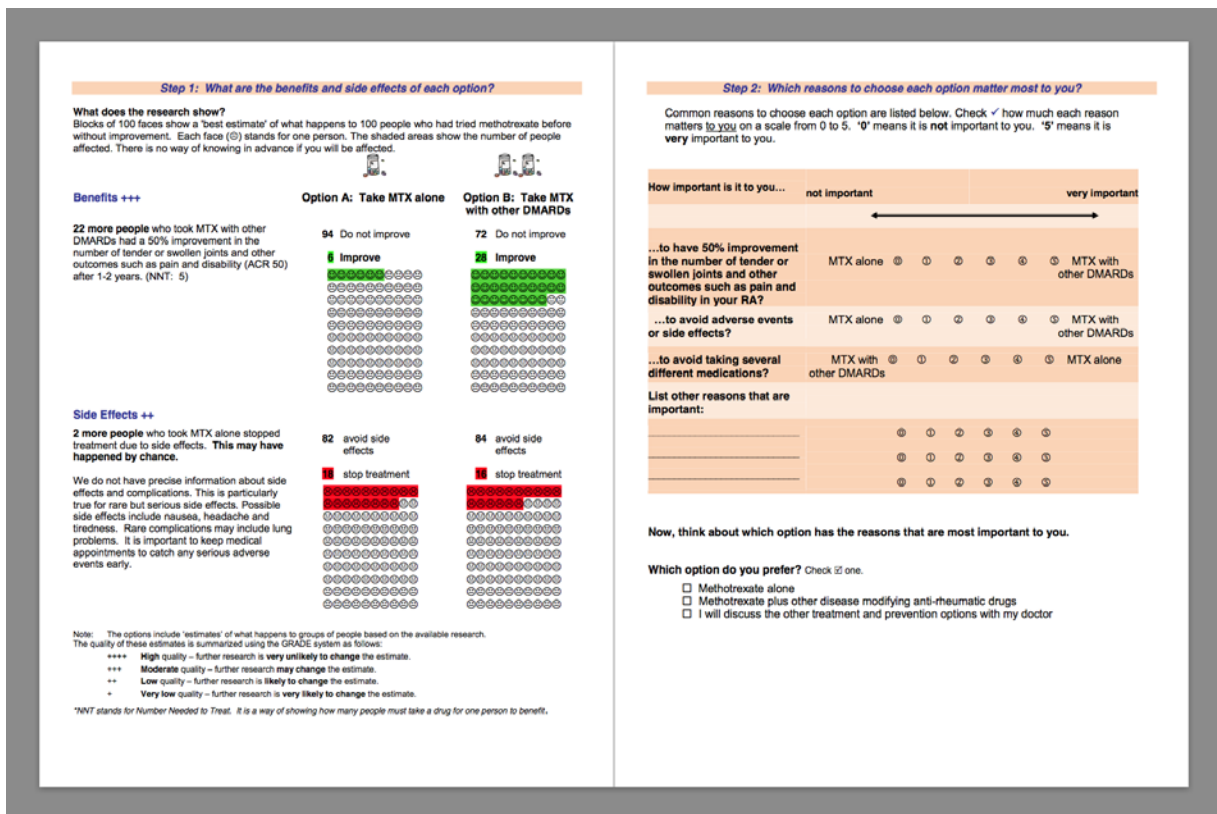 Step 1: What are the benefits and side effects of each option?
What does the research show?
Blocks of 100 faces show a 'best estimate' of what happens to 100 people who had tried methotrexate before
without improvement. Each face (☹) stands for one person. The shaded areas show the number of people
affected. There is no way of knowing in advance if you will be affected.
Benefits +++
Option A: Take MTX alone
Option B: Take MTX
with other DMARDs
22 more people who took MTX with other
DMARDs had a 50% improvement in the
number of tender or swollen joints and other
outcomes such as pain and disability (ACR 50)
after 1-2 years. (NNT: 5)
94 Do not improve
6 Improve
72 Do not improve
28 Improve
Side Effects ++
2 more people who took MTX alone stopped
treatment due to side effects. This may have
happened by chance.
We do not have precise information about side
effects and complications. This is particularly
true for rare but serious side effects. Possible
side effects include nausea, headache and
tiredness. Rare complications may include lung
problems. It is important to keep medical
appointments to catch any serious adverse
events early.
82 avoid side
effects
stop treatment
84 avoid side
effects
16 stop treatment
Note: The options include 'estimates' of what happens to groups of people based on the available research.
The quality of these estimates is summarized using the GRADE system as follows:
++++ High quality – further research is very unlikely to change the estimate.
+++ Moderate quality – further research may change the estimate.
++ Low quality – further research is likely to change the estimate.
+ Very low quality – further research is very likely to change the estimate.
*NNT stands for Number Needed to Treat. It is a way of showing how many people must take a drug for one person to benefit.
Step 2: Which reasons to choose each option matter most to you?
Common reasons to choose each option are listed below. Check ✓ how much each reason
matters to you on a scale from 0 to 5. '0' means it is not important to you. '5' means it is
very important to you.
How important is it to you...
not important
very important
...to have 50% improvement
in the number of tender or
swollen joints and other
outcomes such as pain and
disability in your RA?
MTX alone ⓪ ① ② ③ ④ ⑤ MTX with
other DMARDs
...to avoid adverse events
or side effects?
MTX alone ⓪ ① ② ③ ④ ⑤ MTX with
other DMARDs
...to avoid taking several
different medications?
MTX with ⓪ ① ② ③ ④ ⑤ MTX alone
other DMARDs
List other reasons that are
important:
⓪ ① ② ③ ④ ⑤
⓪ ① ② ③ ④ ⑤
⓪ ① ② ③ ④ ⑤
Now, think about which option has the reasons that are most important to you.
Which option do you prefer? Check ☑ one.
☐ Methotrexate alone
☐ Methotrexate plus other disease modifying anti-rheumatic drugs
☐ I will discuss the other treatment and prevention options with my doctor